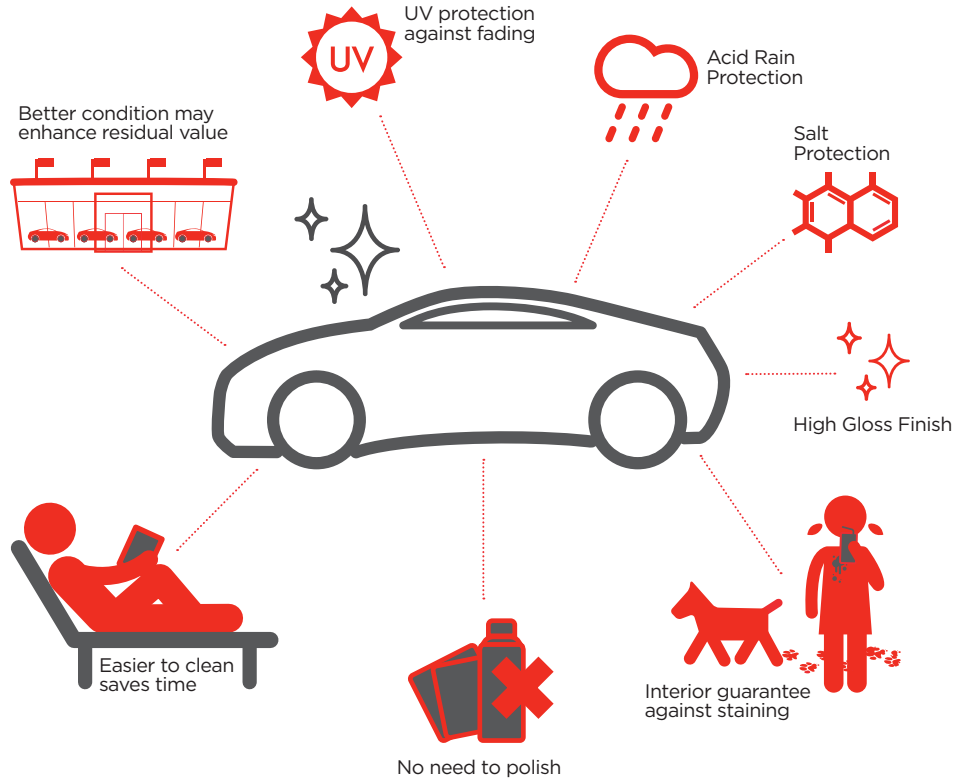 UV protection
against fading
UV
Acid Rain
Protection
Better condition may
enhance residual value
Salt
Protection
High Gloss Finish
Easier to clean
saves time
Interior guarantee
against staining
No need to polish